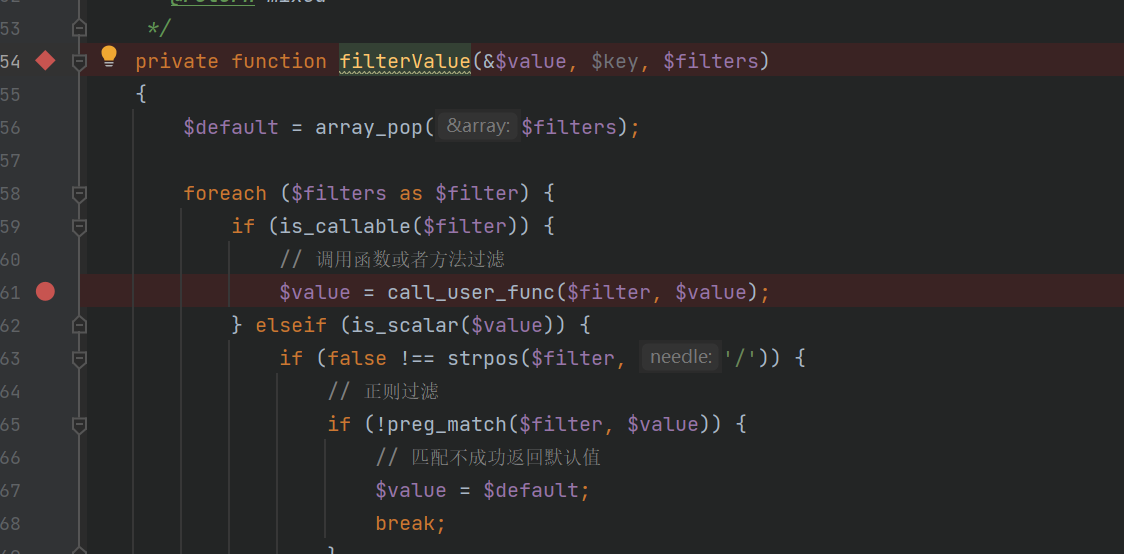 53 */
54 private function filterValue(&$value, $key, $filters)
55 {
56 $default = array_pop( &array: $filters);
57
58 foreach ($filters as $filter) {
59 if (is_callable($filter)) {
60 // 调用函数或者方法过滤
61 $value = call_user_func($filter, $value);
62 } elseif (is_scalar($value)) {
63 if (false !== strpos($filter, needle: '/')) {
64 // 正则过滤
65 if (!preg_match($filter, $value)) {
66 // 匹配不成功返回默认值
67 $value = $default;
68 break;